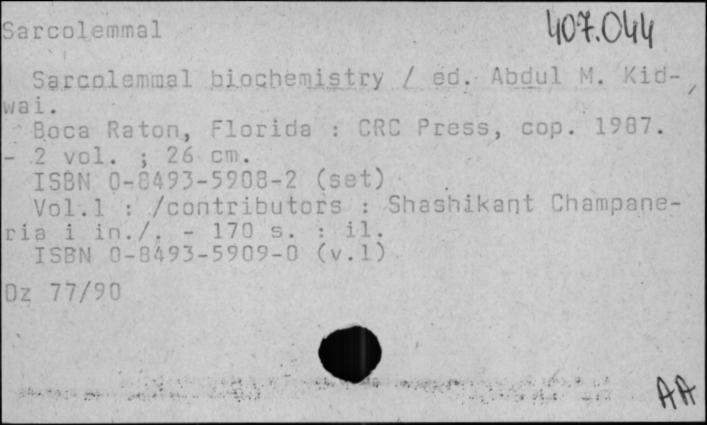 407.044
Sarcolemmal
Sarcolemmal biochemistry / ed. Abdul M. Kid-
wai.
Boca Raton, Florida : CRC Press, cop. 1987.
- 2 vol. ; 26 cm.
ISBN 0-8493-5908-2 (set)
Vol.1 : /contributors : Shashikant Champane-
ria i in./. - 170 s. : il.
ISBN 0-8493-5909-0 (v.1)
Dz 77/90
AA